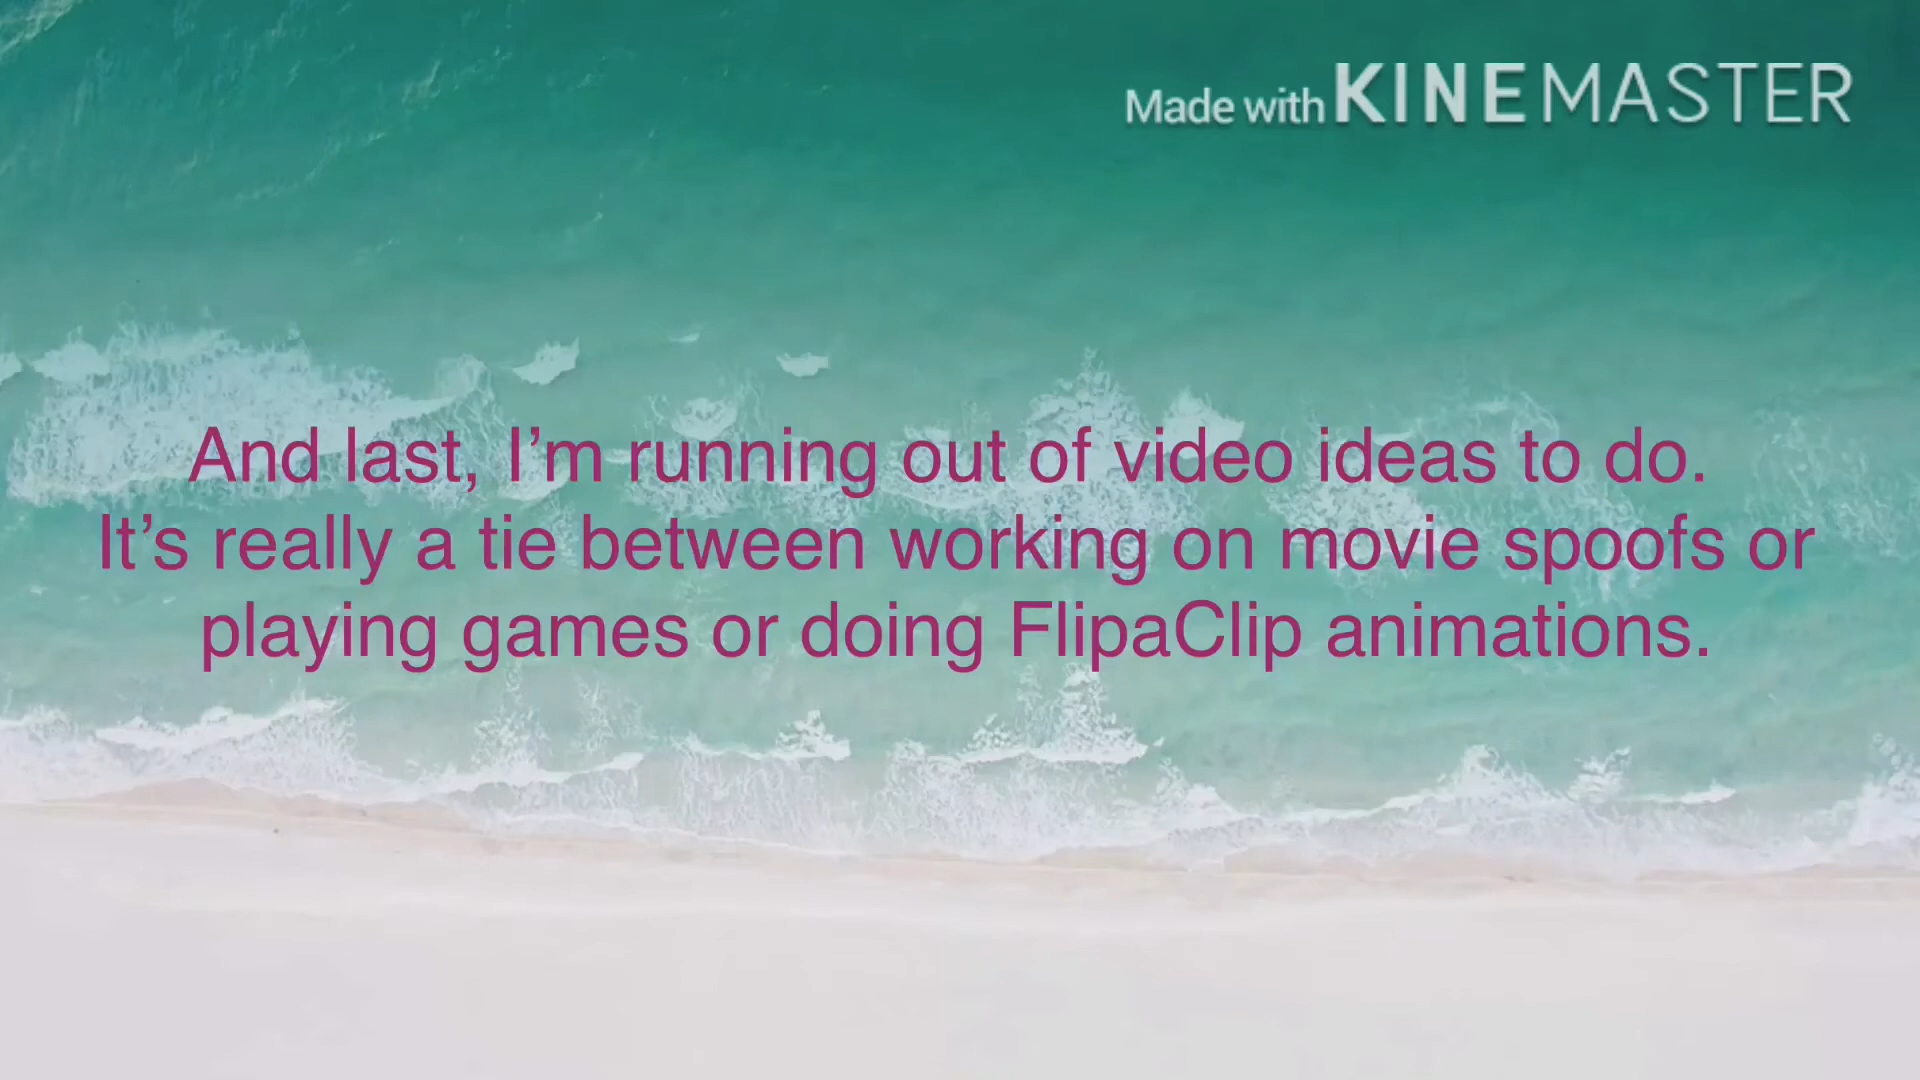 Made with KINEMASTER
And last, I’m running out of video ideas to do.
It’s really a tie between working on movie spoofs or
playing games or doing FlipaClip animations.